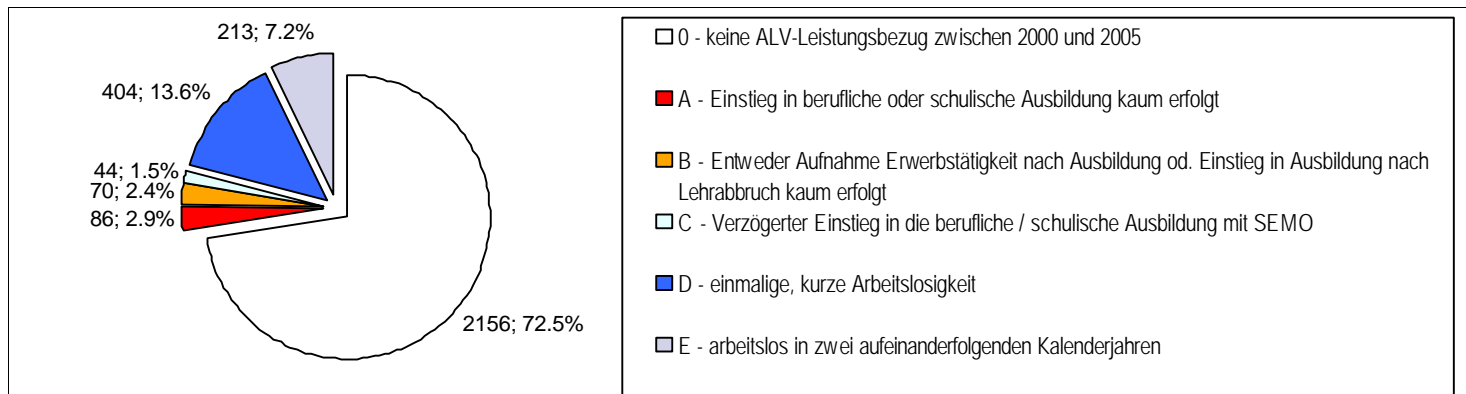 213; 7.2%
404; 13.6%
44; 1.5%
70; 2.4%
86; 2.9%
2156; 72.5%
0 - keine ALV-Leistungsbezug zwischen 2000 und 2005
A - Einstieg in berufliche oder schulische Ausbildung kaum erfolgt
B - Entweder Aufnahme Erwerbstätigkeit nach Ausbildung od. Einstieg in Ausbildung nach
Lehrabbruch kaum erfolgt
C - Verzögerter Einstieg in die berufliche / schulische Ausbildung mit SEMO
D - einmalige, kurze Arbeitslosigkeit
E - arbeitslos in zwei aufeinanderfolgenden Kalenderjahren